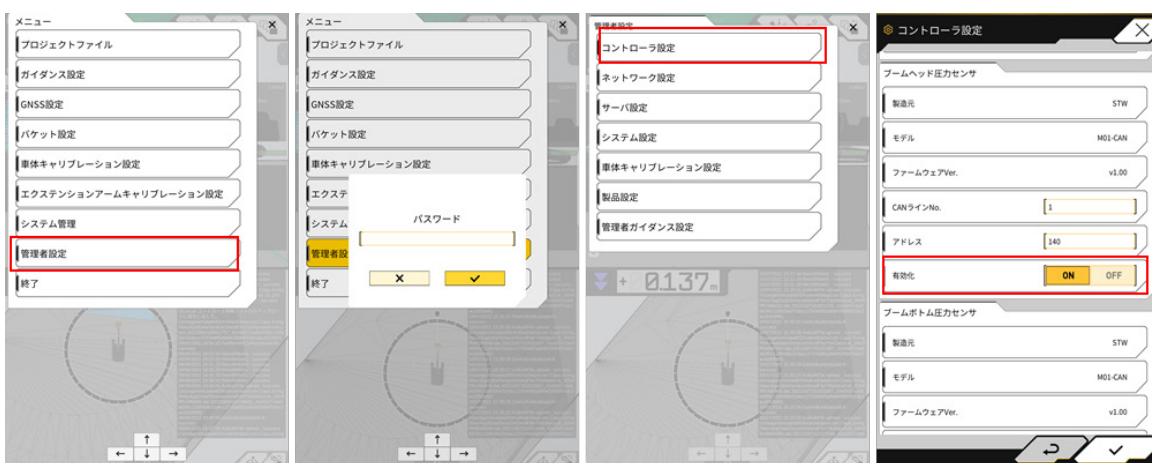 メニュー
プロジェクトファイル
ガイダンス設定
GNSS設定
バケット設定
車体キャリブレーション設定
エクステンションアームキャリブレーション設定
システム管理
管理者設定
終了
メニュー
プロジェクトファイル
ガイダンス設定
GNSS設定
バケット設定
車体キャリブレーション設定
エクステ
システム
管理者設
終了
パスワード
管理者設定
コントローラ設定
ネットワーク設定
サーバ設定
システム設定
車体キャリブレーション設定
製品設定
管理者ガイダンス設定
+ 0.137m
コントローラ設定
ブームヘッド圧力センサ
製造元 STW
モデル M01-CAN
ファームウェアVer. v1.00
CANラインNo. 1
アドレス 140
有効化 ON OFF
ブームボトム圧力センサ
製造元 STW
モデル M01-CAN
ファームウェアVer. v1.00